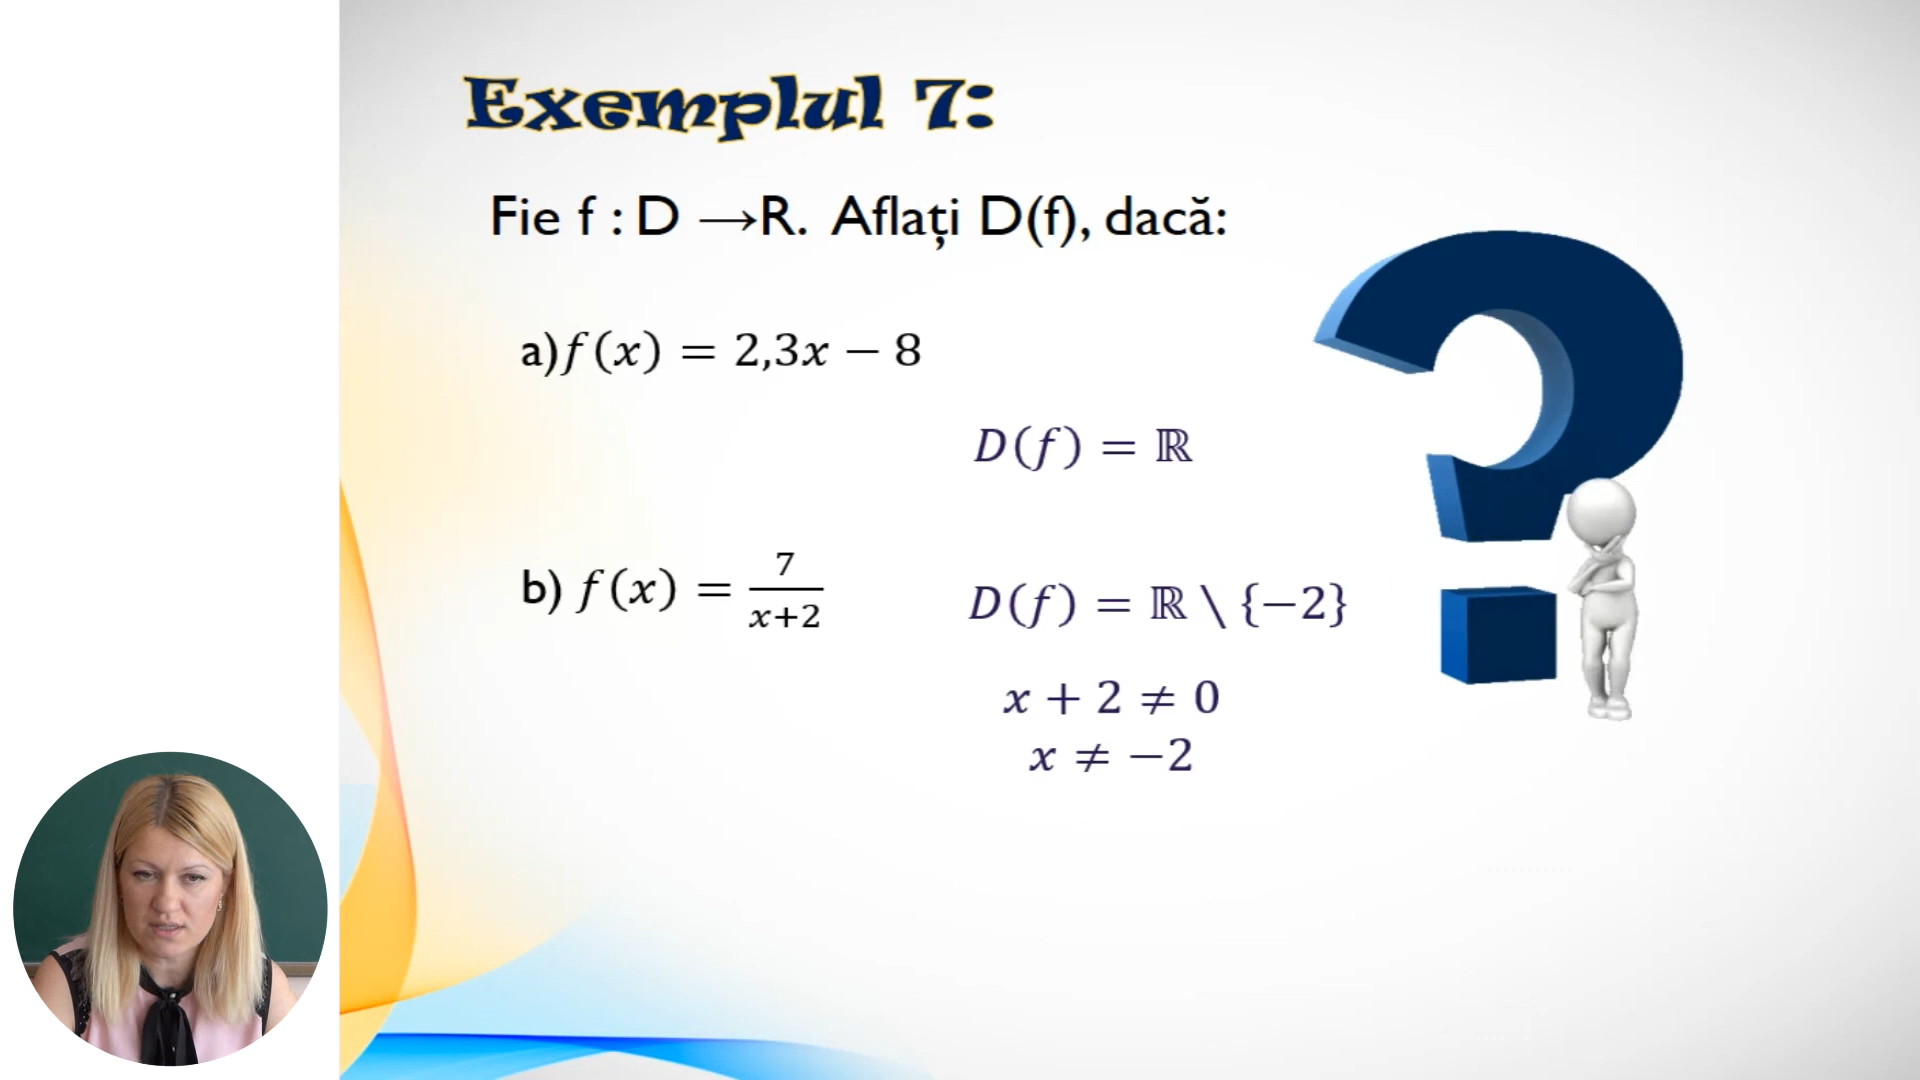 Exemplul 7:
Fie f : D →R. Aflați D(f), dacă:
a)f(x) = 2,3x − 8
D(f) = ℝ
b) f(x) = 7/(x+2)
D(f) = ℝ \ {−2}
x + 2 ≠ 0
x ≠ −2